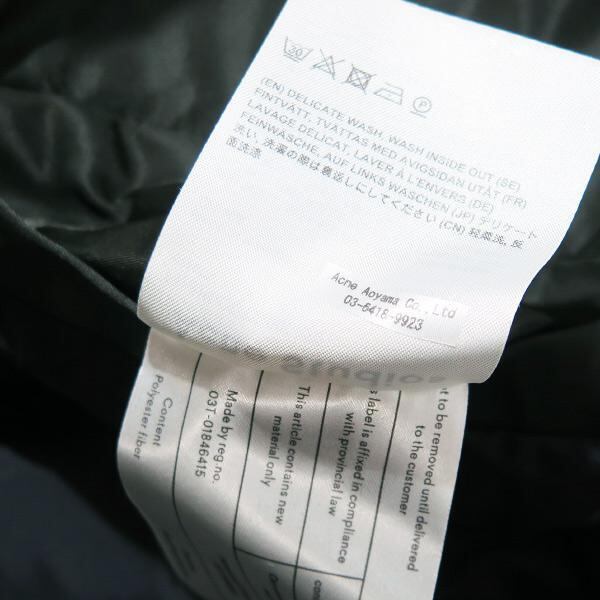 30
P
(EN) DELICATE WASH, WASH INSIDE OUT (SE)
FINTVÄTT, TVÄTTAS MED AVIGSIDAN UTÅT (FR)
LAVAGE DELICAT, LAVER À L'ENVERS (DE)
FEINWÄSCHE, AUF LINKS WASCHEN (JP) デリケート
洗い, 洗濯の際は裏返しにしてください (CN) 轻柔洗, 反
面洗涤
Acne Aoyama Co., Ltd
03-6418-9923
Studios
t to be removed until delivered
to the customer
s label is affixed in compliance
with provincial law
This article contains new
material only
Made by reg.no.
03T-01846415
Content
Polyester fiber